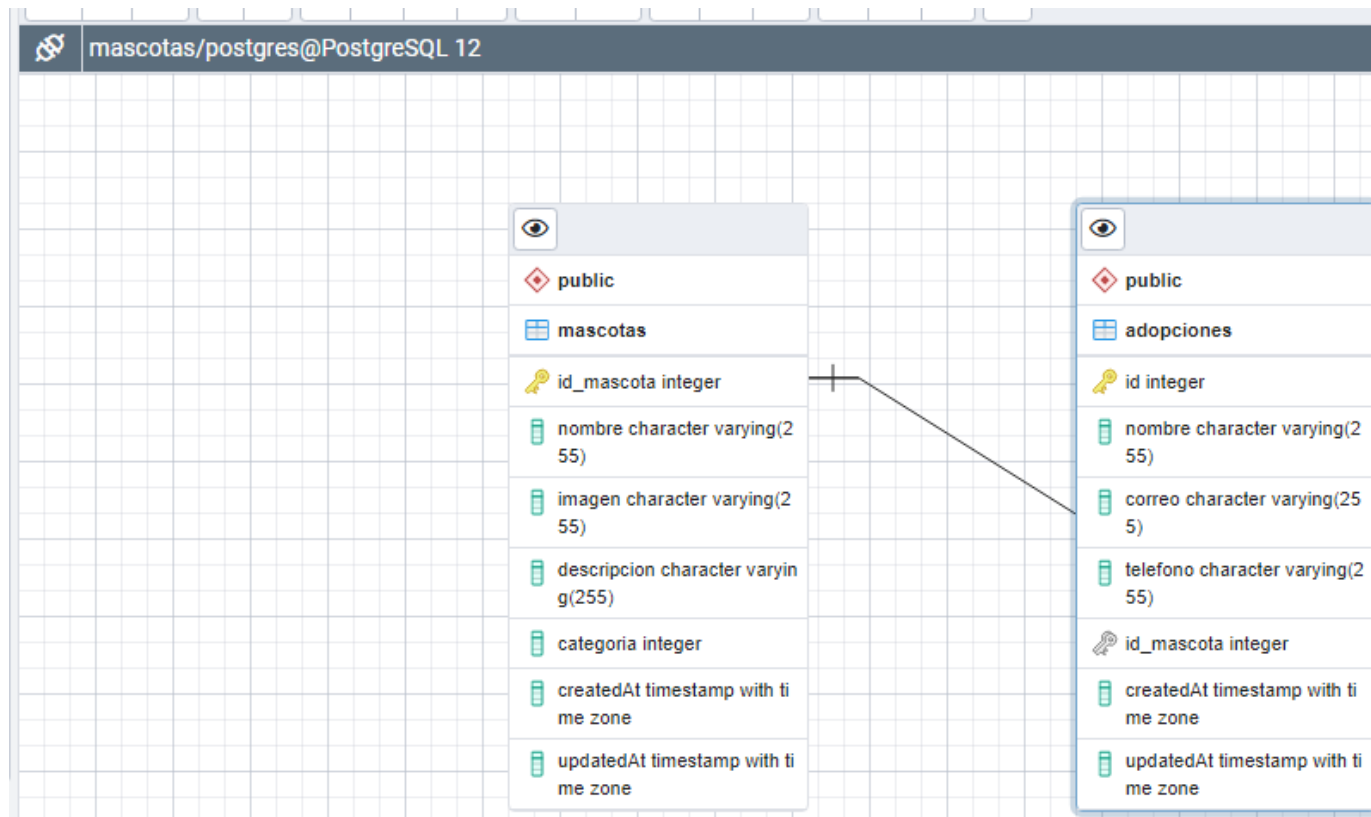 mascotas/postgres@PostgreSQL 12
public
mascotas
id_mascota integer
nombre character varying(2
55)
imagen character varying(2
55)
descripcion character varyin
g(255)
categoria integer
createdAt timestamp with ti
me zone
updatedAt timestamp with ti
me zone
public
adopciones
id integer
nombre character varying(2
55)
correo character varying(25
5)
telefono character varying(2
55)
id_mascota integer
createdAt timestamp with ti
me zone
updatedAt timestamp with ti
me zone